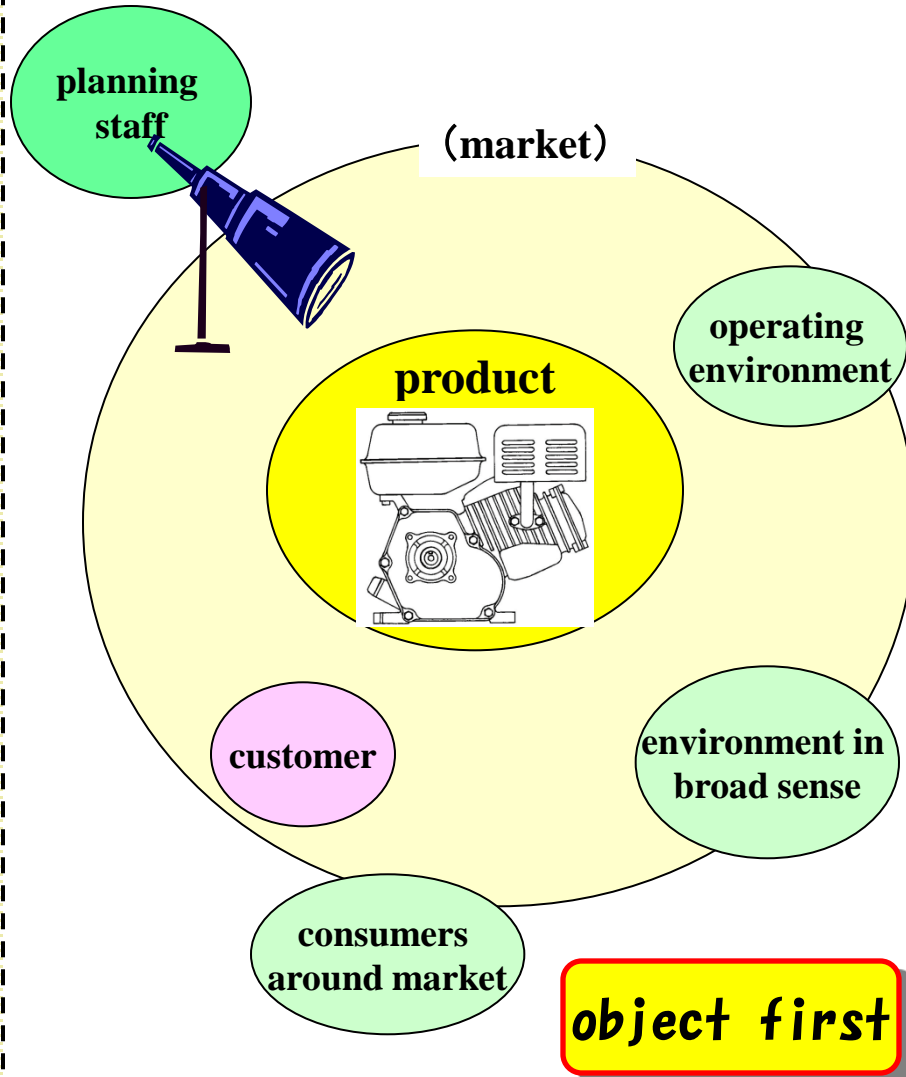 planning
staff
（market）
operating
environment
product
customer
environment in
broad sense
consumers
around market
object first